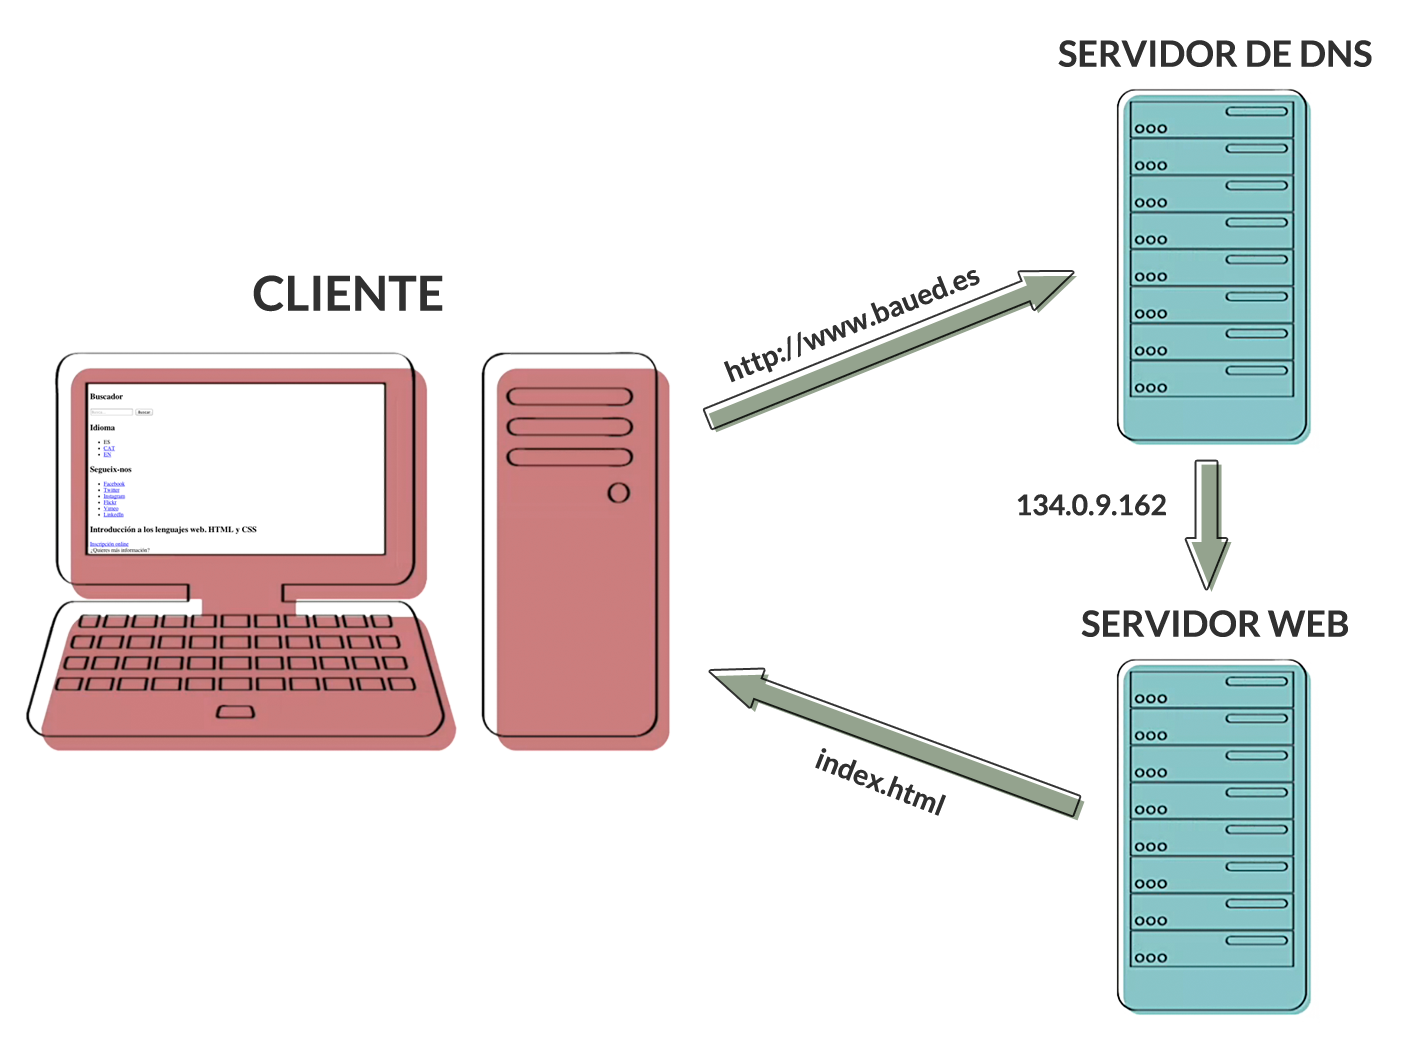 SERVIDOR DE DNS
CLIENTE
http://www.baued.es
Buscador
Buscar
Idioma
ES
CAT
EN
Segueix-nos
Facebook
Twitter
Instagram
Flickr
Vimeo
LinkedIn
Introducción a los lenguajes web. HTML y CSS
Inscripción online
¿Quieres más información?
134.0.9.162
SERVIDOR WEB
index.html